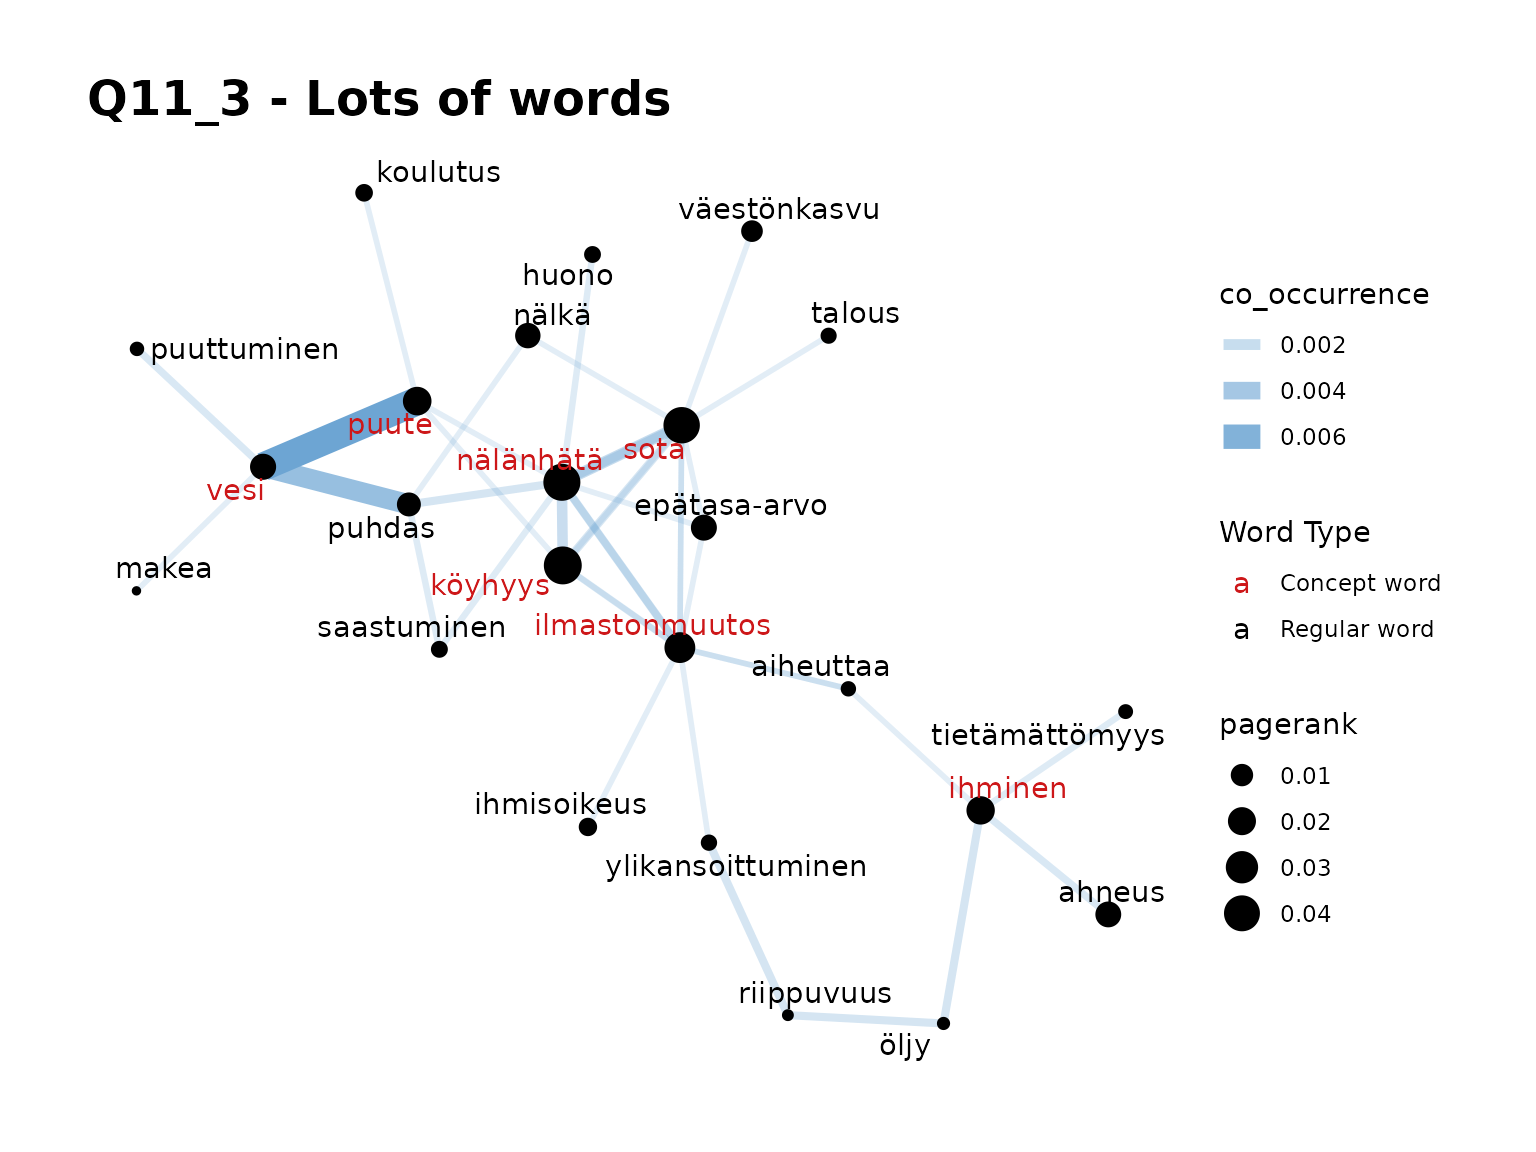 Q11_3 - Lots of words
koulutus
väestönkasvu
huono
nälkä
talous
puuttuminen
puute
sota
nälänhätä
vesi
epätasa-arvo
puhdas
makea
köyhyys
saastuminen
ilmastonmuutos
aiheuttaa
tietämättömyys
ihminen
ihmisoikeus
ylikansoittuminen
ahneus
riippuvuus
öljy
co_occurrence
0.002
0.004
0.006
Word Type
a Concept word
a Regular word
pagerank
0.01
0.02
0.03
0.04